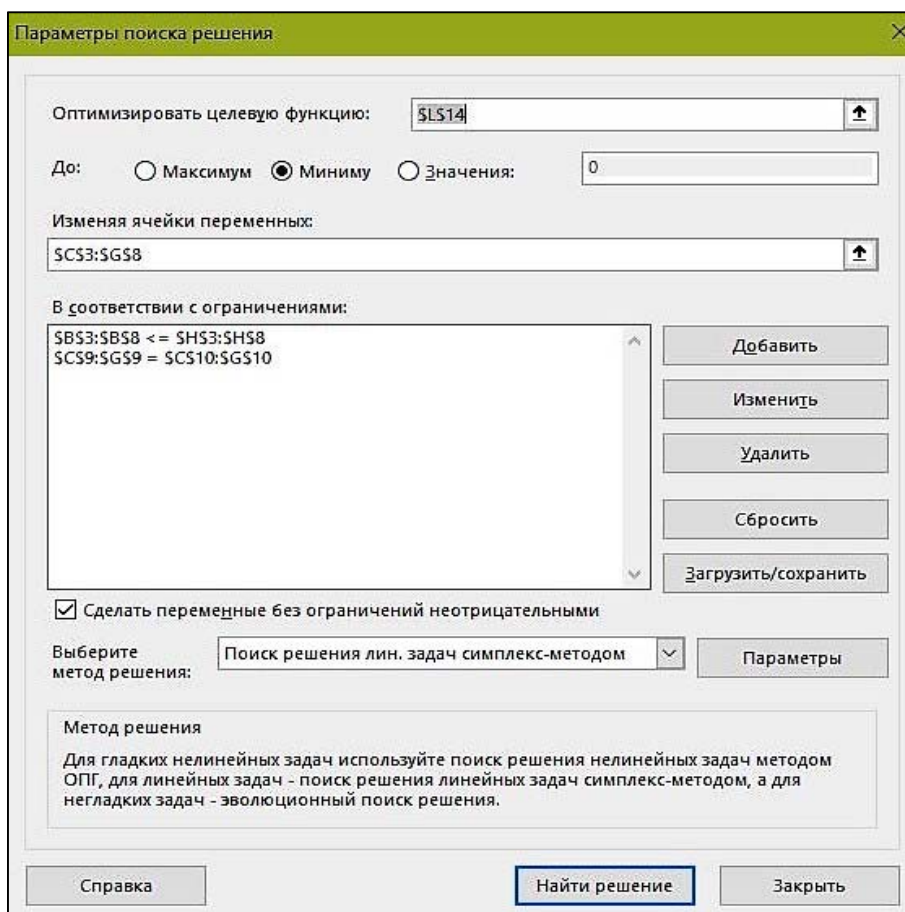 Параметры поиска решения
Оптимизировать целевую функцию: $L$14
До: Максимум Миниму Значения: 0
Изменяя ячейки переменных:
$C$3:$G$8
В соответствии с ограничениями:
$B$3:$B$8 <= $H$3:$H$8
$C$9:$G$9 = $C$10:$G$10
Добавить
Изменить
Удалить
Сбросить
Загрузить/сохранить
Сделать переменные без ограничений неотрицательными
Выберите
метод решения:
Поиск решения лин. задач симплекс-методом
Параметры
Метод решения
Для гладких нелинейных задач используйте поиск решения нелинейных задач методом
ОПГ, для линейных задач - поиск решения линейных задач симплекс-методом, а для
негладких задач - эволюционный поиск решения.
Справка Найти решение Закрыть